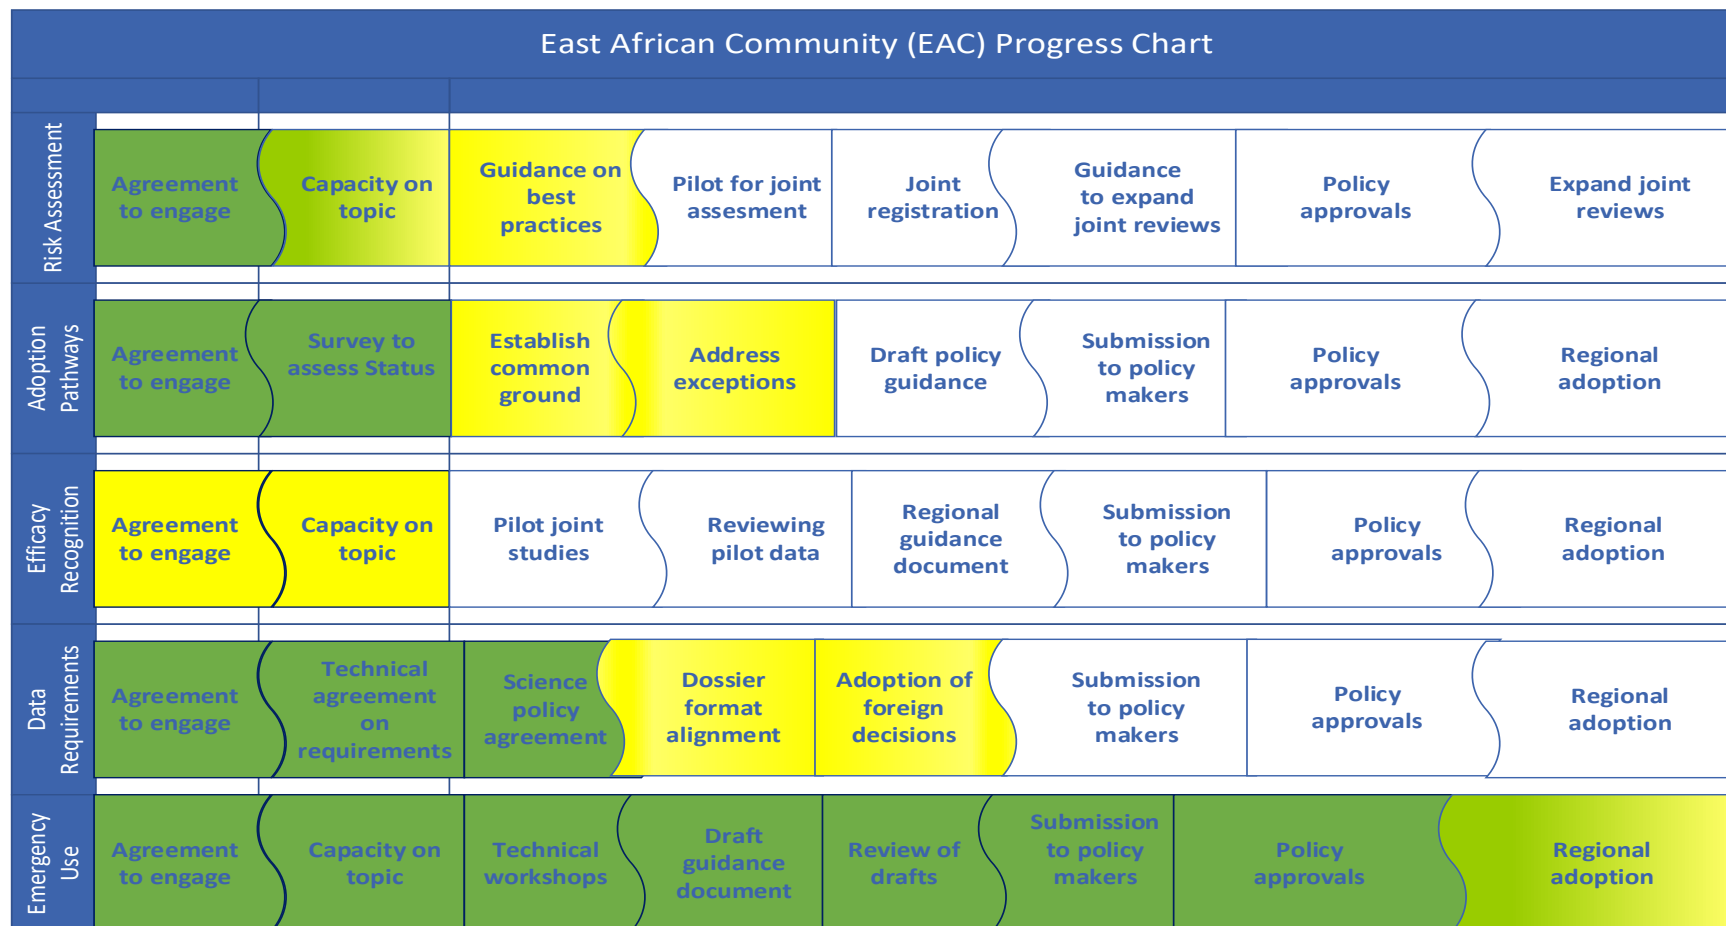 East African Community (EAC) Progress Chart
Risk Assessment
Agreement
to engage
Capacity on
topic
Guidance on
best
practices
Pilot for joint
assesment
Joint
registration
Guidance
to expand
joint reviews
Policy
approvals
Expand joint
reviews
Adoption
Pathways
Agreement
to engage
Survey to
assess Status
Establish
common
ground
Address
exceptions
Draft policy
guidance
Submission
to policy
makers
Policy
approvals
Regional
adoption
Efficacy
Recognition
Agreement
to engage
Capacity on
topic
Pilot joint
studies
Reviewing
pilot data
Regional
guidance
document
Submission
to policy
makers
Policy
approvals
Regional
adoption
Data
Requirements
Agreement
to engage
Technical
agreement
on
requirements
Science
policy
agreement
Dossier
format
alignment
Adoption of
foreign
decisions
Submission
to policy
makers
Policy
approvals
Regional
adoption
Emergency
Use
Agreement
to engage
Capacity on
topic
Technical
workshops
Draft
guidance
document
Review of
drafts
Submission
to policy
makers
Policy
approvals
Regional
adoption